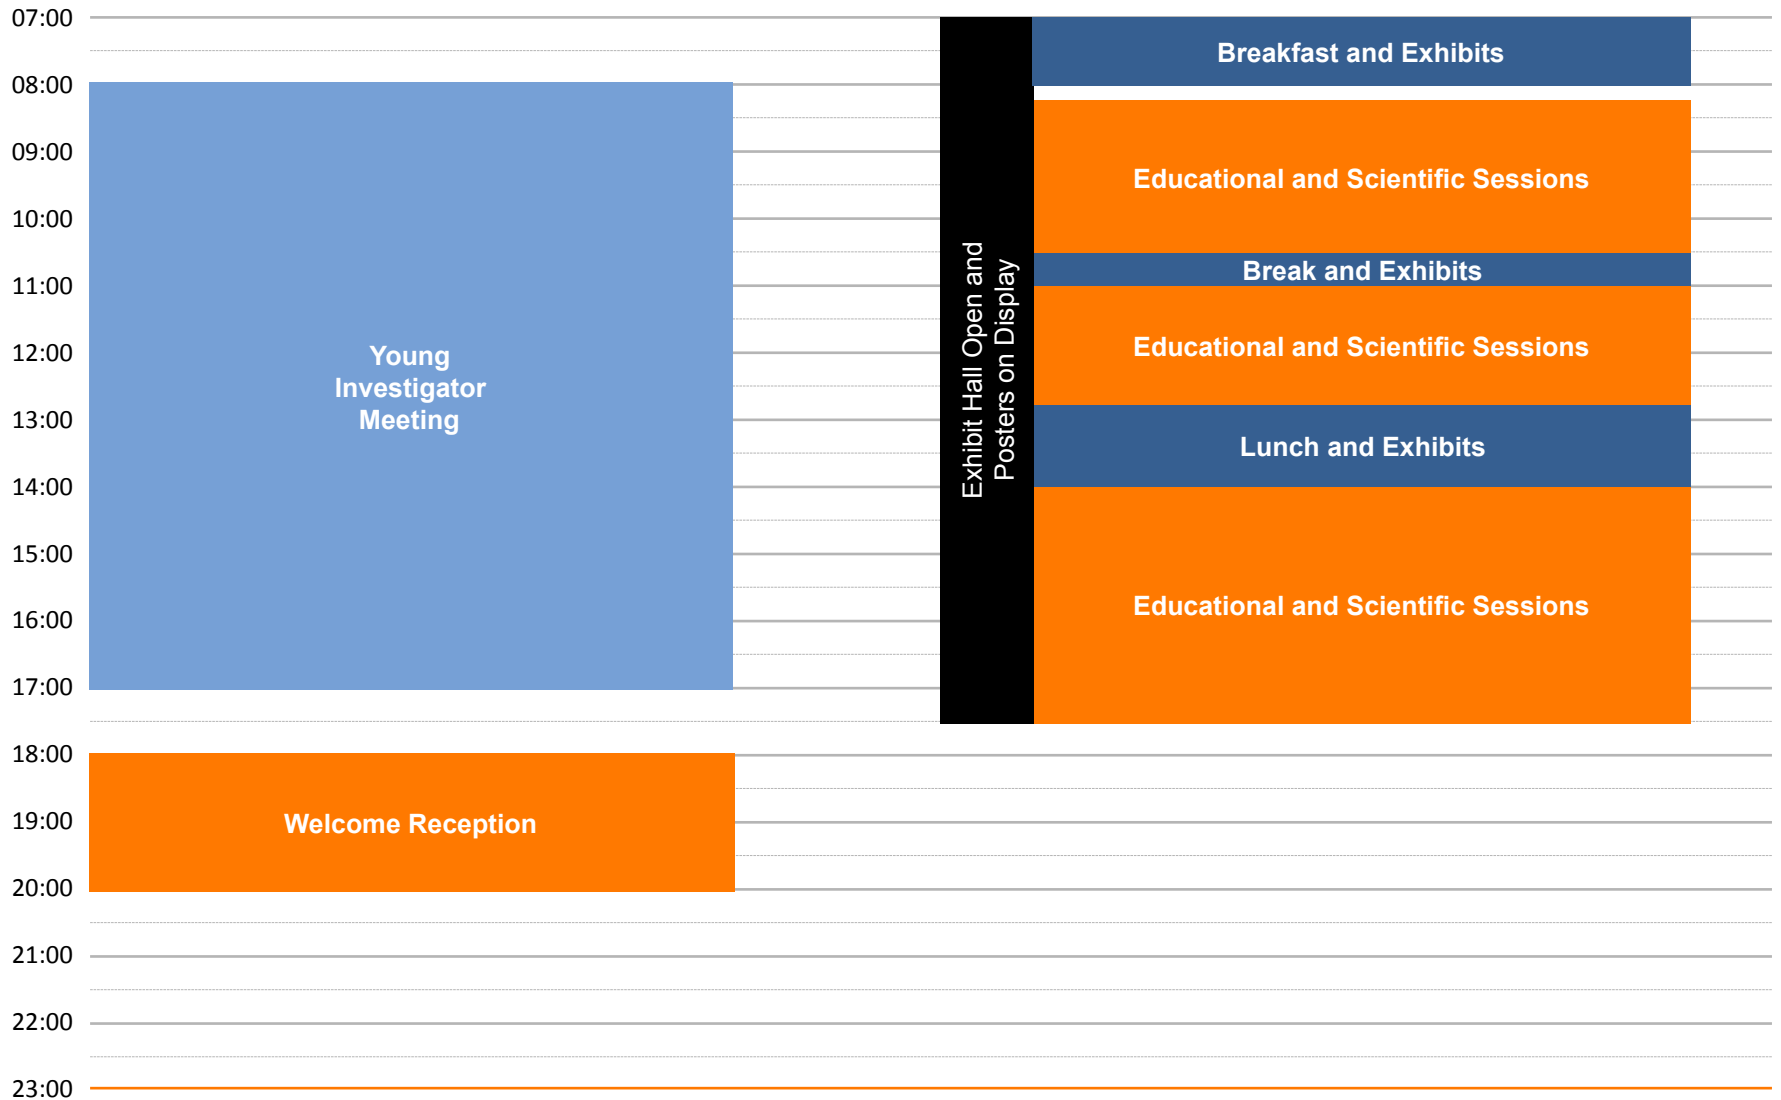 07:00
08:00
09:00
10:00
11:00
12:00
13:00
14:00
15:00
16:00
17:00
18:00
19:00
20:00
21:00
22:00
23:00
Young
Investigator
Meeting
Welcome Reception
Exhibit Hall Open and
Posters on Display
Breakfast and Exhibits
Educational and Scientific Sessions
Break and Exhibits
Educational and Scientific Sessions
Lunch and Exhibits
Educational and Scientific Sessions